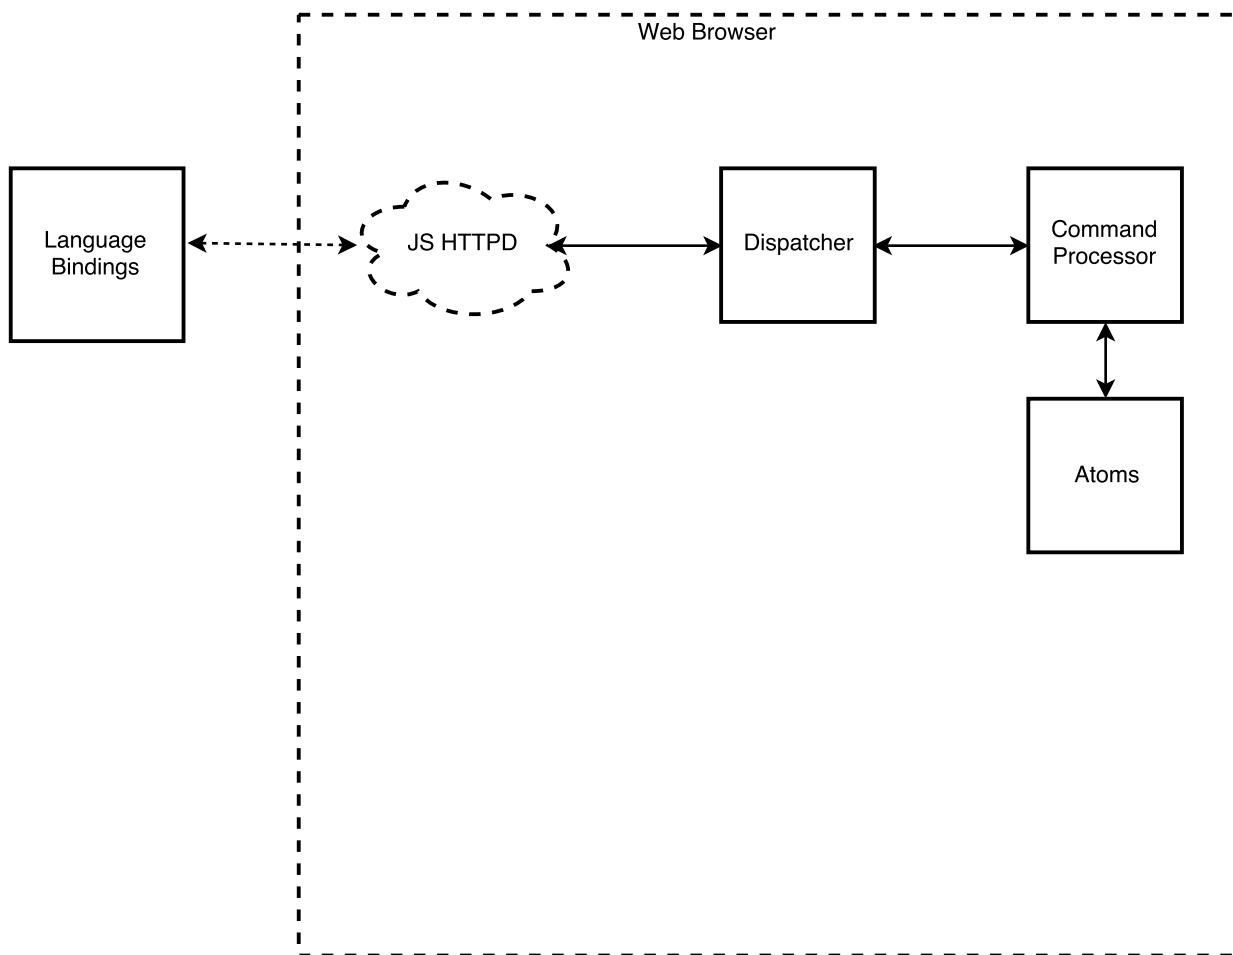 Web Browser
Language
Bindings
JS HTTPD
Dispatcher
Command
Processor
Atoms